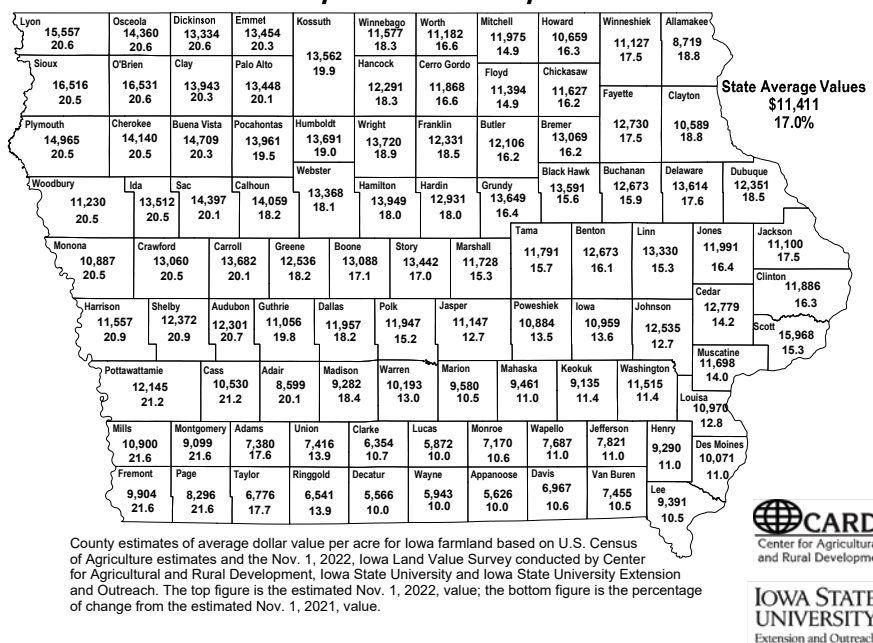 Lyon
15,557
20.6
Osceola
14,360
20.6
Dickinson
13,334
20.6
Emmet
13,454
20.3
Kossuth
13,562
19.9
Winnebago
11,577
18.3
Worth
11,182
16.6
Mitchell
11,975
14.9
Howard
10,659
16.3
Winneshiek
11,127
17.5
Allamakee
8,719
18.8
Sioux
16,516
20.5
O'Brien
16,531
20.6
Clay
13,943
20.3
Palo Alto
13,448
20.1
Hancock
12,291
18.3
Cerro Gordo
11,868
16.6
Floyd
11,394
14.9
Chickasaw
11,627
16.2
Fayette
12,730
17.5
Clayton
10,589
18.8
State Average Values
$11,411
17.0%
Plymouth
14,965
20.5
Cherokee
14,140
20.5
Buena Vista
14,709
20.3
Pocahontas
13,961
19.5
Humboldt
13,691
19.0
Wright
13,720
18.9
Franklin
12,331
18.5
Butler
12,106
16.2
Bremer
13,069
16.2
Woodbury
11,230
20.5
Ida
13,512
20.5
Sac
14,397
20.1
Calhoun
14,059
18.2
Webster
13,368
18.1
Hamilton
13,949
18.0
Hardin
12,931
18.0
Grundy
13,649
16.4
Black Hawk
13,591
15.6
Buchanan
12,673
15.9
Delaware
13,614
17.6
Dubuque
12,351
18.5
Monona
10,887
20.5
Crawford
13,060
20.5
Carroll
13,682
20.1
Greene
12,536
18.2
Boone
13,088
17.1
Story
13,442
17.0
Marshall
11,728
15.3
Tama
11,791
15.7
Benton
12,673
16.1
Linn
13,330
15.3
Jones
11,991
16.4
Jackson
11,100
17.5
Clinton
11,886
16.3
Cedar
12,779
14.2
Harrison
11,557
20.9
Shelby
12,372
20.9
Audubon
12,301
20.7
Guthrie
11,056
19.8
Dallas
11,957
18.2
Polk
11,947
15.2
Jasper
11,147
12.7
Poweshiek
10,884
13.5
Iowa
10,959
13.6
Johnson
12,535
12.7
Scott
15,968
15.3
Muscatine
11,698
14.0
Pottawattamie
12,145
21.2
Cass
10,530
21.2
Adair
8,599
20.1
Madison
9,282
18.4
Warren
10,193
13.0
Marion
9,580
10.5
Mahaska
9,461
11.0
Keokuk
9,135
11.4
Washington
11,515
11.4
Louisa
10,970
12.8
Mills
10,900
21.6
Montgomery
9,099
21.6
Adams
7,380
17.6
Union
7,416
13.9
Clarke
6,354
10.7
Lucas
5,872
10.0
Monroe
7,170
10.6
Wapello
7,687
11.0
Jefferson
7,821
11.0
Henry
9,290
11.0
Des Moines
10,071
11.0
Fremont
9,904
21.6
Page
8,296
21.6
Taylor
6,776
17.7
Ringgold
6,541
13.9
Decatur
5,566
10.0
Wayne
5,943
10.0
Appanoose
5,626
10.0
Davis
6,967
10.6
Van Buren
7,455
10.5
Lee
9,391
10.5
County estimates of average dollar value per acre for Iowa farmland based on U.S. Census
of Agriculture estimates and the Nov. 1, 2022, Iowa Land Value Survey conducted by Center
for Agricultural and Rural Development, Iowa State University and Iowa State University Extension
and Outreach. The top figure is the estimated Nov. 1, 2022, value; the bottom figure is the percentage
of change from the estimated Nov. 1, 2021, value.
CARD
Center for Agricultura
and Rural Developme
IOWA STATE
UNIVERSITY
Extension and Outreach